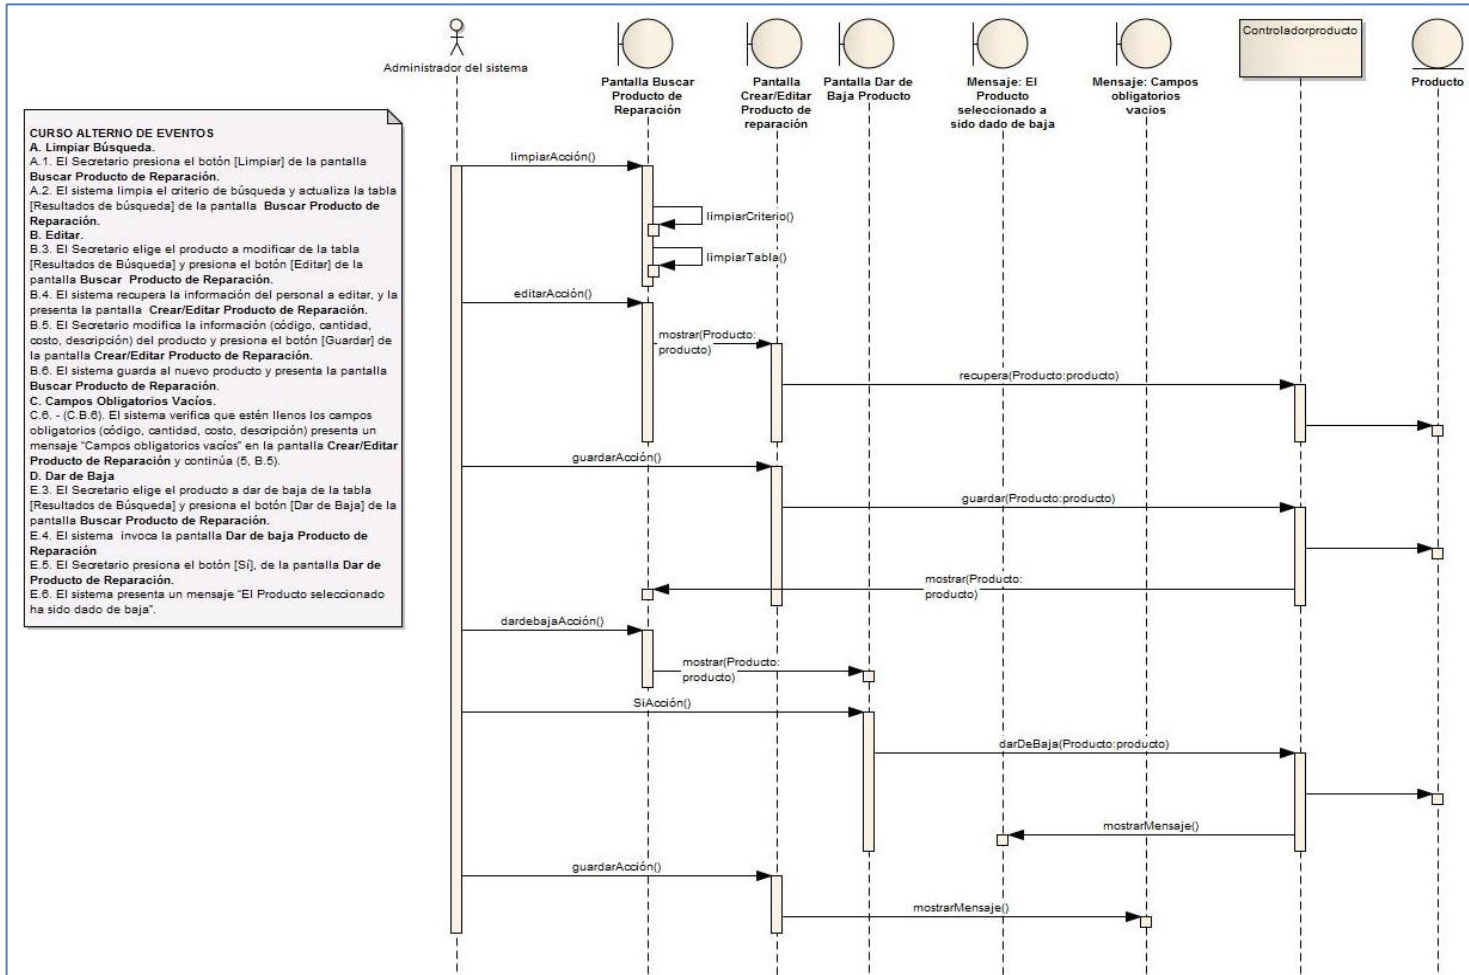 Administrador del sistema
Pantalla Buscar
Producto de
Reparación
Pantalla
Crear/Editar
Producto de
reparación
Pantalla Dar de
Baja Producto
Mensaje: El
Producto
seleccionado a
sido dado de baja
Mensaje: Campos
obligatorios
vacios
Controladorproducto
Producto
CURSO ALTERNO DE EVENTOS
A. Limpiar Búsqueda.
A.1. El Secretario presiona el botón [Limpiar] de la pantalla
Buscar Producto de Reparación.
A.2. El sistema limpia el criterio de búsqueda y actualiza la tabla
[Resultados de búsqueda] de la pantalla Buscar Producto de
Reparación.
B. Editar.
B.3. El Secretario elige el producto a modificar de la tabla
[Resultados de Búsqueda] y presiona el botón [Editar] de la
pantalla Buscar Producto de Reparación.
B.4. El sistema recupera la información del personal a editar, y la
presenta la pantalla Crear/Editar Producto de Reparación.
B.5. El Secretario modifica la información (código, cantidad,
costo, descripción) del producto y presiona el botón [Guardar] de
la pantalla Crear/Editar Producto de Reparación.
B.6. El sistema guarda al nuevo producto y presenta la pantalla
Buscar Producto de Reparación.
C. Campos Obligatorios Vacíos.
C.6. - (C.B.6). El sistema verifica que estén llenos los campos
obligatorios (código, cantidad, costo, descripción) presenta un
mensaje "Campos obligatorios vacíos" en la pantalla Crear/Editar
Producto de Reparación y continúa (5, B.5).
D. Dar de Baja
E.3. El Secretario elige el producto a dar de baja de la tabla
[Resultados de Búsqueda] y presiona el botón [Dar de Baja] de la
pantalla Buscar Producto de Reparación.
E.4. El sistema invoca la pantalla Dar de baja Producto de
Reparación
E.5. El Secretario presiona el botón [Sí], de la pantalla Dar de
Producto de Reparación.
E.6. El sistema presenta un mensaje "El Producto seleccionado
ha sido dado de baja".
limpiarAcción()
limpiarCriterio()
limpiarTabla()
editarAcción()
mostrar(Producto:
producto)
recupera(Producto:producto)
guardarAcción()
guardar(Producto:producto)
mostrar(Producto:
producto)
dardebajaAcción()
mostrar(Producto:
producto)
SiAcción()
darDeBaja(Producto:producto)
mostrarMensaje()
guardarAcción()
mostrarMensaje()